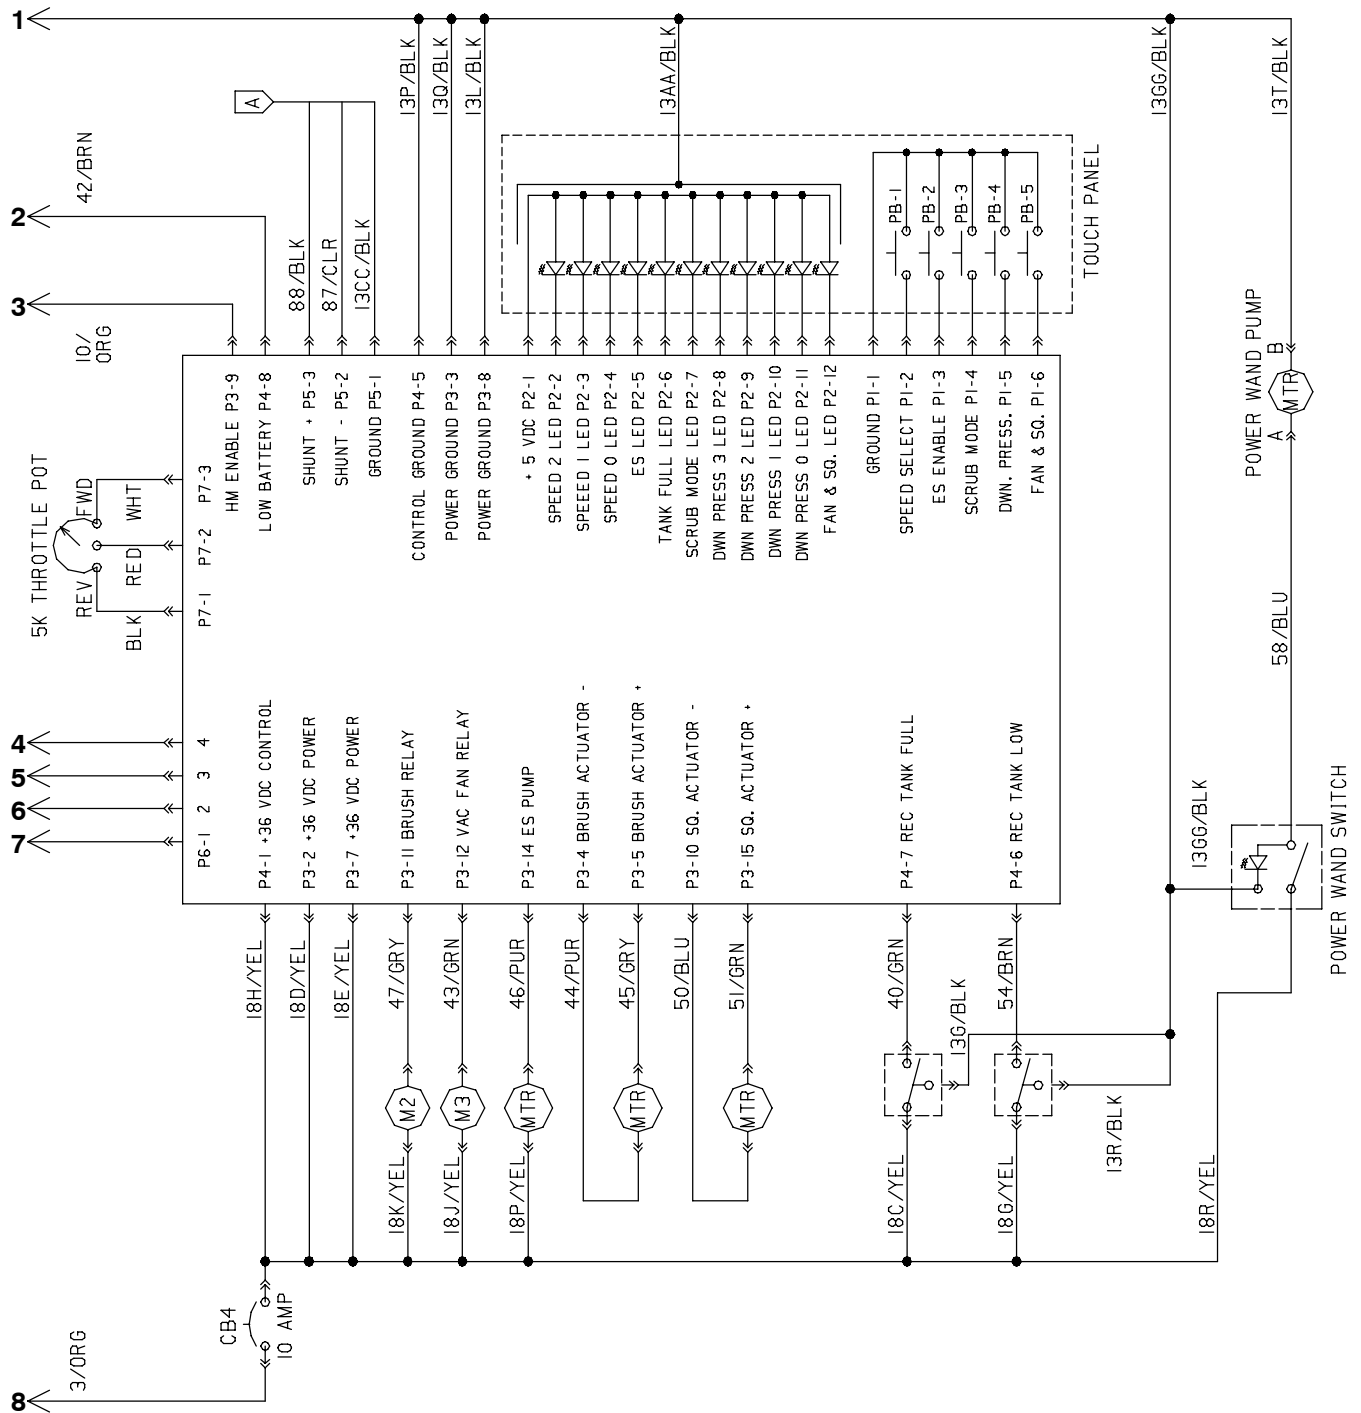 1
2
3
4
5
6
7
8
42/BRN
10/
ORG
3/ORG
A
88/BLK
87/CLR
13CC/BLK
13P/BLK
13Q/BLK
13L/BLK
13AA/BLK
13GG/BLK
13T/BLK
TOUCH PANEL
PB-1
PB-2
PB-3
PB-4
PB-5
5K THROTTLE POT
REV
FWD
BLK
RED
WHT
P7-1
P7-2
P7-3
HM ENABLE P3-9
LOW BATTERY P4-8
SHUNT + P5-3
SHUNT - P5-2
GROUND P5-1
CONTROL GROUND P4-5
POWER GROUND P3-3
POWER GROUND P3-8
+ 5 VDC P2-1
SPEED 2 LED P2-2
SPEED 1 LED P2-3
SPEED 0 LED P2-4
ES LED P2-5
TANK FULL LED P2-6
SCRUB MODE LED P2-7
DWN PRESS 3 LED P2-8
DWN PRESS 2 LED P2-9
DWN PRESS 1 LED P2-10
DWN PRESS 0 LED P2-11
FAN & SQ. LED P2-12
GROUND P1-1
SPEED SELECT P1-2
ES ENABLE P1-3
SCRUB MODE P1-4
DWN. PRESS. P1-5
FAN & SQ. P1-6
POWER WAND PUMP
A
MTR
B
58/BLU
4
3
2
P6-1
P4-1 +36 VDC CONTROL
P3-2 +36 VDC POWER
P3-7 +36 VDC POWER
P3-11 BRUSH RELAY
P3-12 VAC FAN RELAY
P3-14 ES PUMP
P3-4 BRUSH ACTUATOR -
P3-5 BRUSH ACTUATOR +
P3-10 SQ. ACTUATOR -
P3-15 SQ. ACTUATOR +
P4-7 REC TANK FULL
P4-6 REC TANK LOW
13GG/BLK
POWER WAND SWITCH
18H/YEL
18D/YEL
18E/YEL
47/GRY
43/GRN
46/PUR
44/PUR
45/GRY
50/BLU
51/GRN
40/GRN
13G/BLK
54/BRN
M2
M3
MTR
MTR
MTR
18K/YEL
18J/YEL
18P/YEL
18C/YEL
18G/YEL
13R/BLK
18R/YEL
CB4
10 AMP